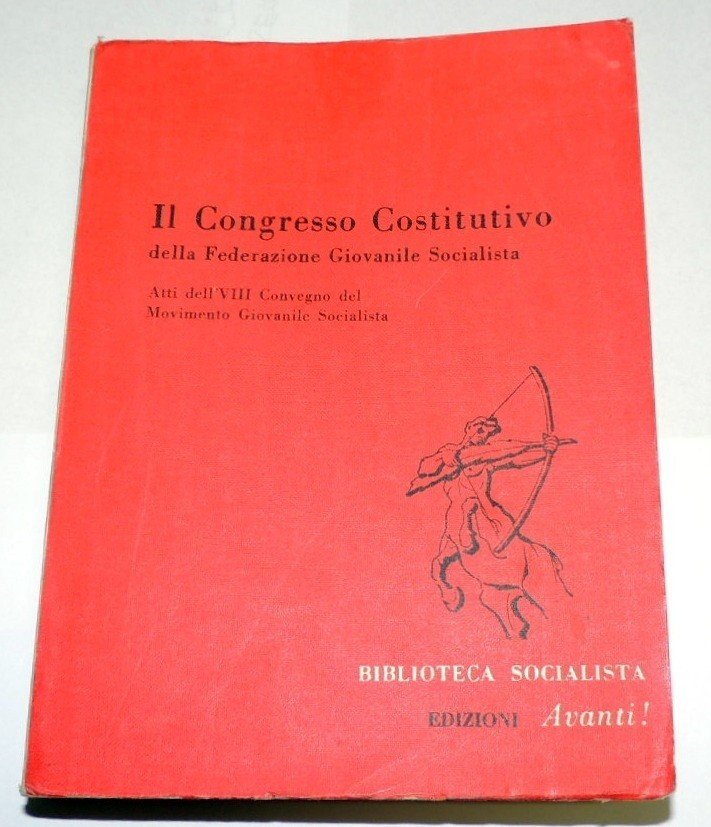 Il Congresso Costitutivo
della Federazione Giovanile Socialista
Atti dell'VIII Convegno del
Movimento Giovanile Socialista
BIBLIOTECA SOCIALISTA
EDIZIONI Avanti!